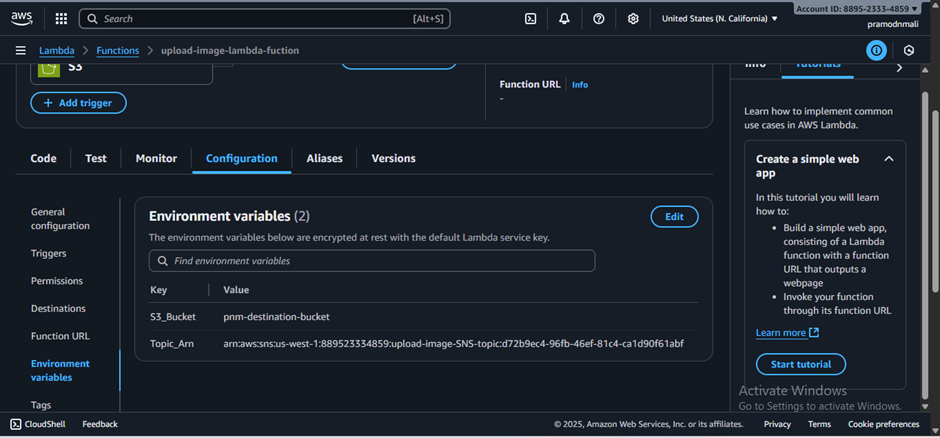 aws
Search [Alt+S]
United States (N. California)
Account ID: 8895-2333-4859
pramodnmali
Lambda > Functions > upload-image-lambda-fuction
S3
+ Add trigger
Function URL | Info
-
Info Tutorials
Learn how to implement common
use cases in AWS Lambda.
Create a simple web
app
In this tutorial you will learn
how to:
• Build a simple web app,
consisting of a Lambda
function with a function
URL that outputs a
webpage
• Invoke your function
through its function URL
Learn more
Start tutorial
Code Test Monitor Configuration Aliases Versions
General
configuration
Triggers
Permissions
Destinations
Function URL
Environment
variables
Tags
Environment variables (2)
Edit
The environment variables below are encrypted at rest with the default Lambda service key.
Find environment variables
Key Value
S3_Bucket pnm-destination-bucket
Topic_Arn arn:aws:sns:us-west-1:889523334859:upload-image-SNS-topic:d72b9ec4-96fb-46ef-81c4-ca1d90f61abf
Activate Windows
Go to Settings to activate Windows.
CloudShell Feedback
© 2025, Amazon Web Services, Inc. or its affiliates. Privacy Terms Cookie preferences